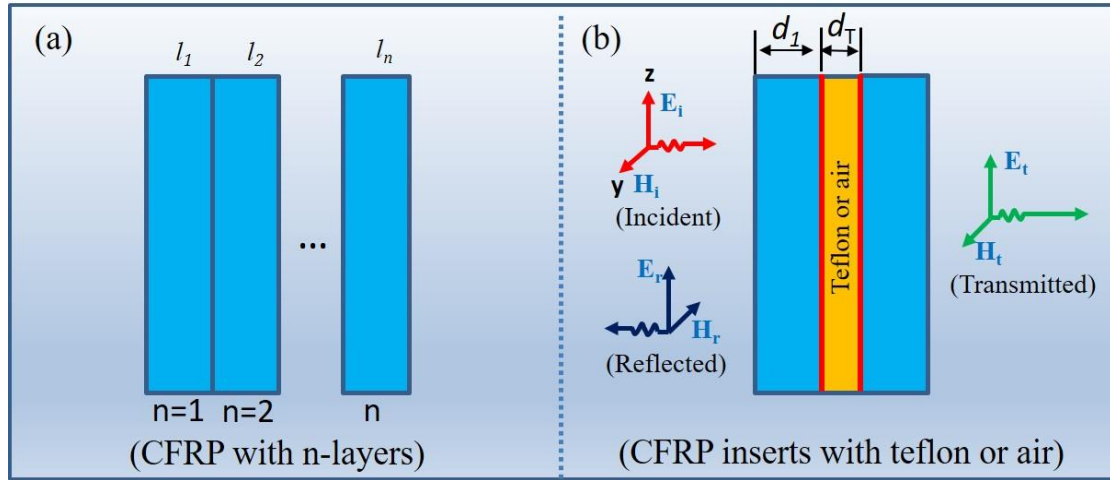 (a)
l₁ l₂ lₙ
...
n=1 n=2 n
(CFRP with n-layers)
(b)
d₁ d_T
z
Eᵢ
y Hᵢ
(Incident)
Eᵣ
Hᵣ
(Reflected)
Teflon or air
Eₜ
Hₜ
(Transmitted)
(CFRP inserts with teflon or air)